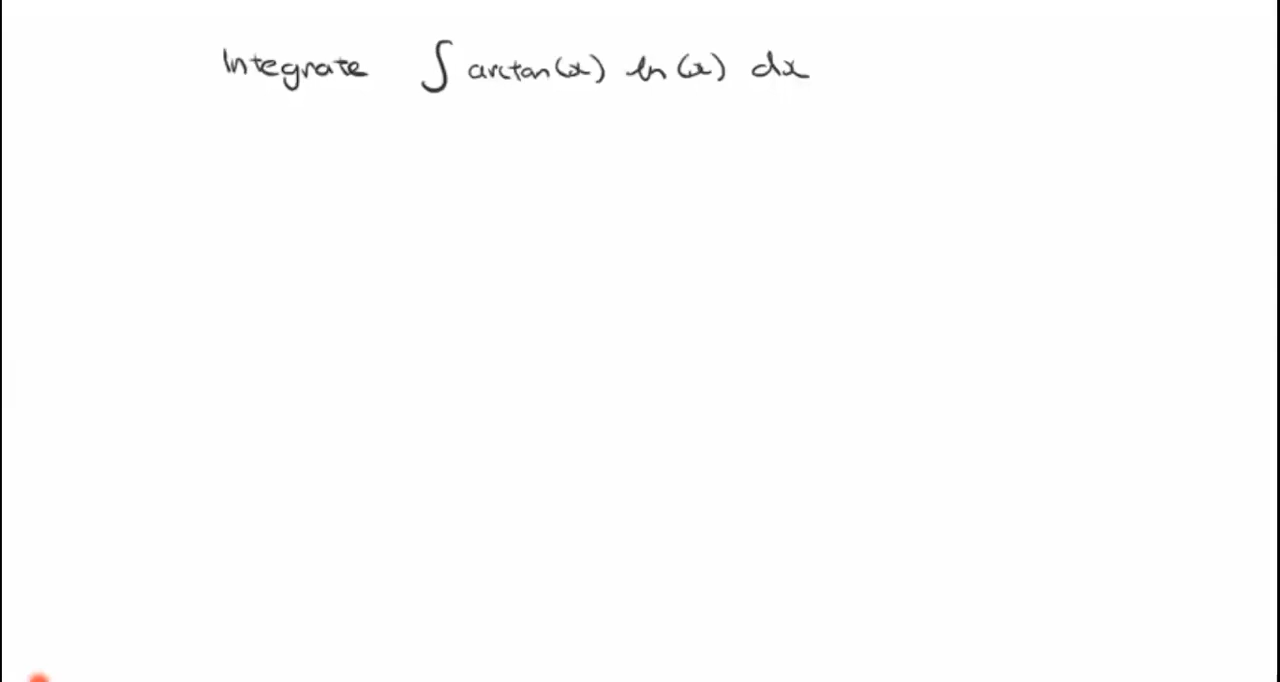 Integrate ∫ arctan(x) ln(x) dx